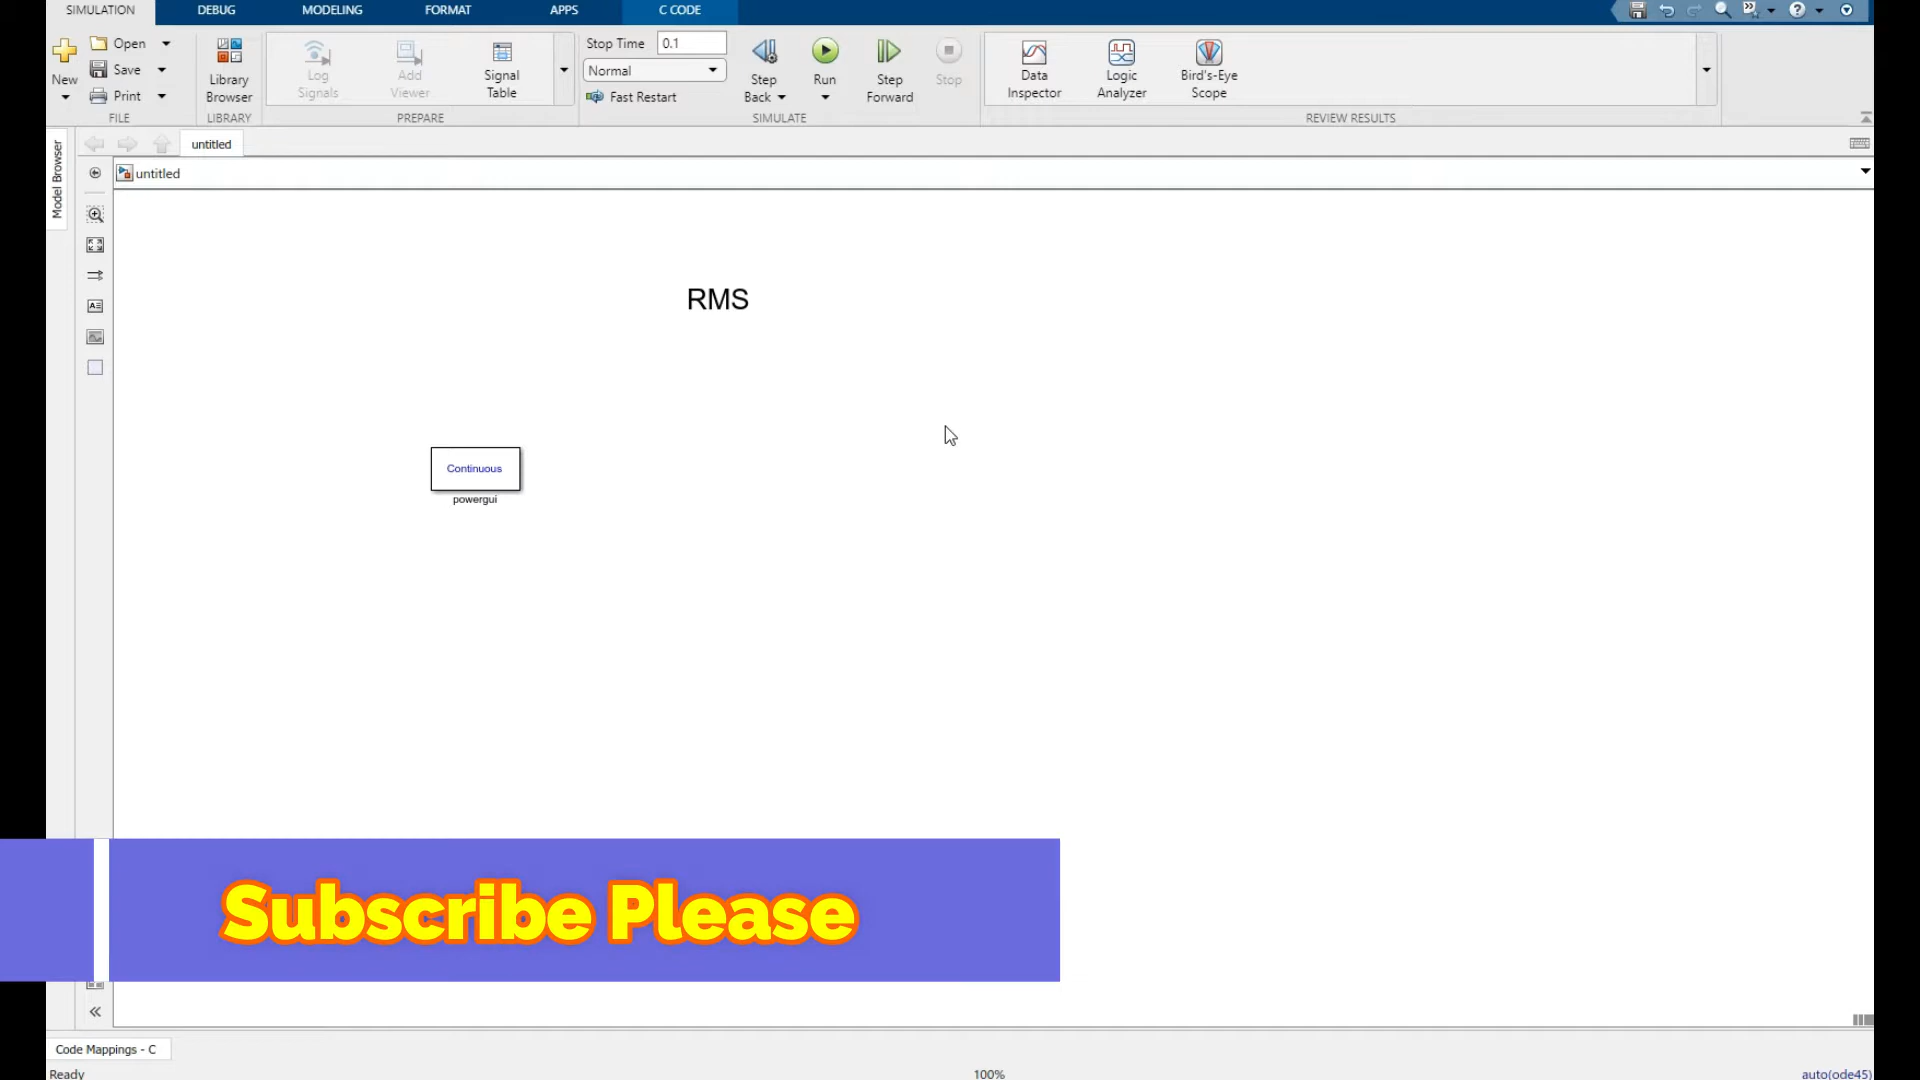 SIMULATION DEBUG MODELING FORMAT APPS C CODE
New
Open
Save
Print
FILE
Library
Browser
LIBRARY
Log
Signals
Add
Viewer
Signal
Table
PREPARE
Stop Time 0.1
Normal
Fast Restart
Step
Back
Run
Step
Forward
Stop
SIMULATE
Data
Inspector
Logic
Analyzer
Bird's-Eye
Scope
REVIEW RESULTS
Model Browser
untitled
untitled
RMS
Continuous
powergui
Subscribe Please
Code Mappings - C
Ready 100% auto(ode45)